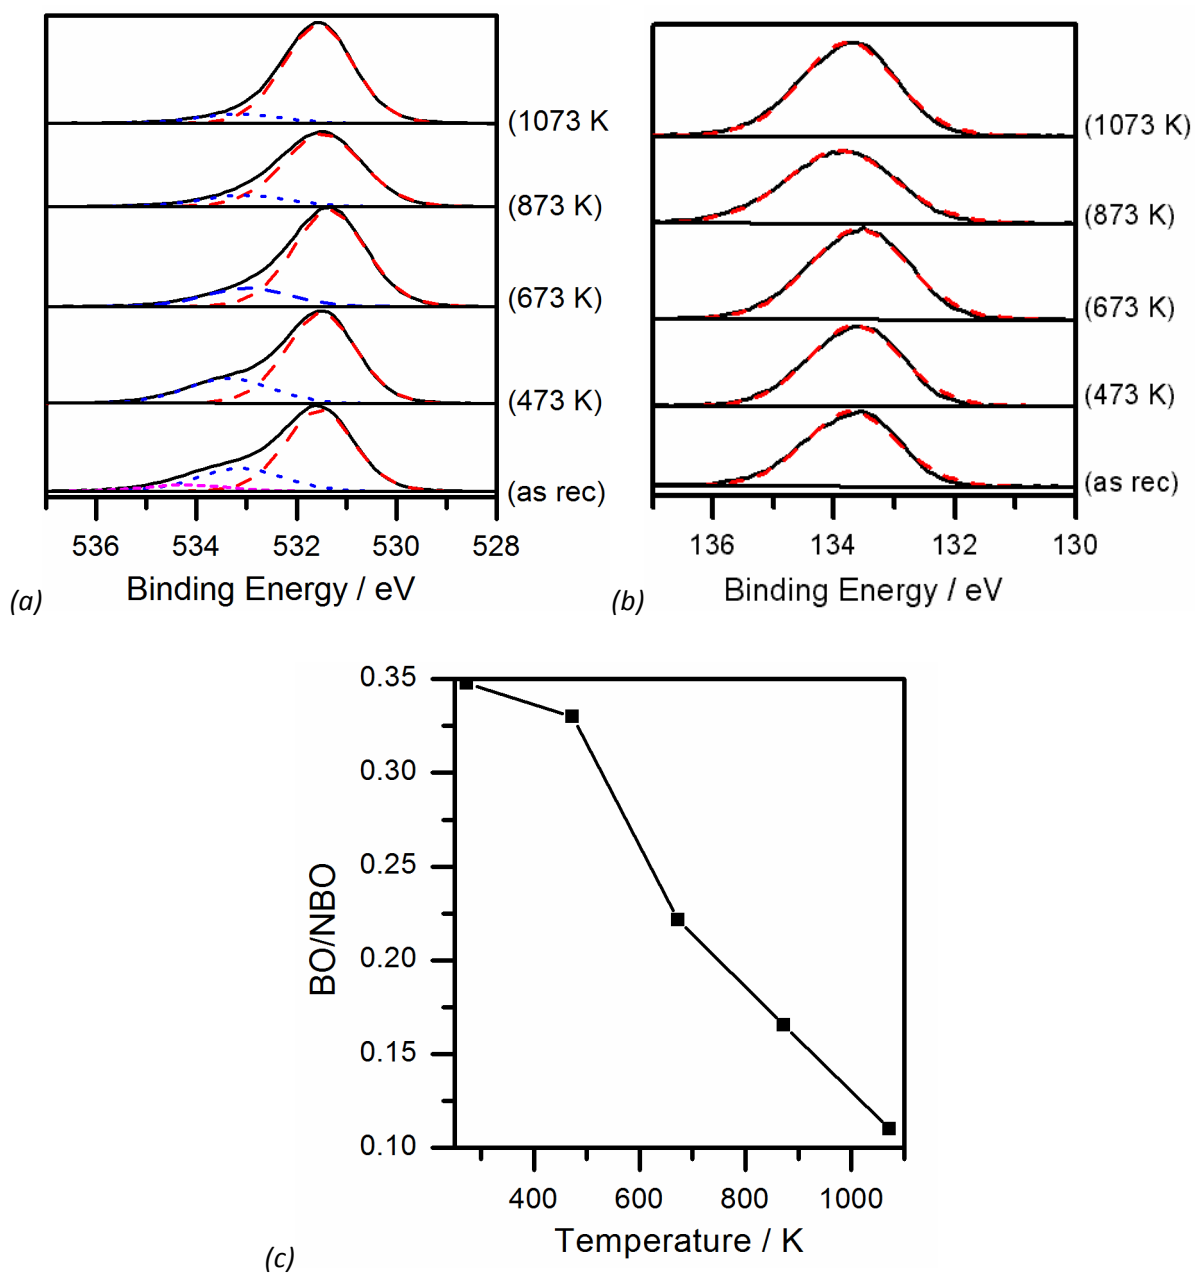 (1073 K
(873 K)
(673 K)
(473 K)
(as rec)
536 534 532 530 528
Binding Energy / eV
(a)
(1073 K)
(873 K)
(673 K)
(473 K)
(as rec)
136 134 132 130
Binding Energy / eV
(b)
0.35
0.30
0.25
0.20
0.15
0.10
BO/NBO
400 600 800 1000
Temperature / K
(c)